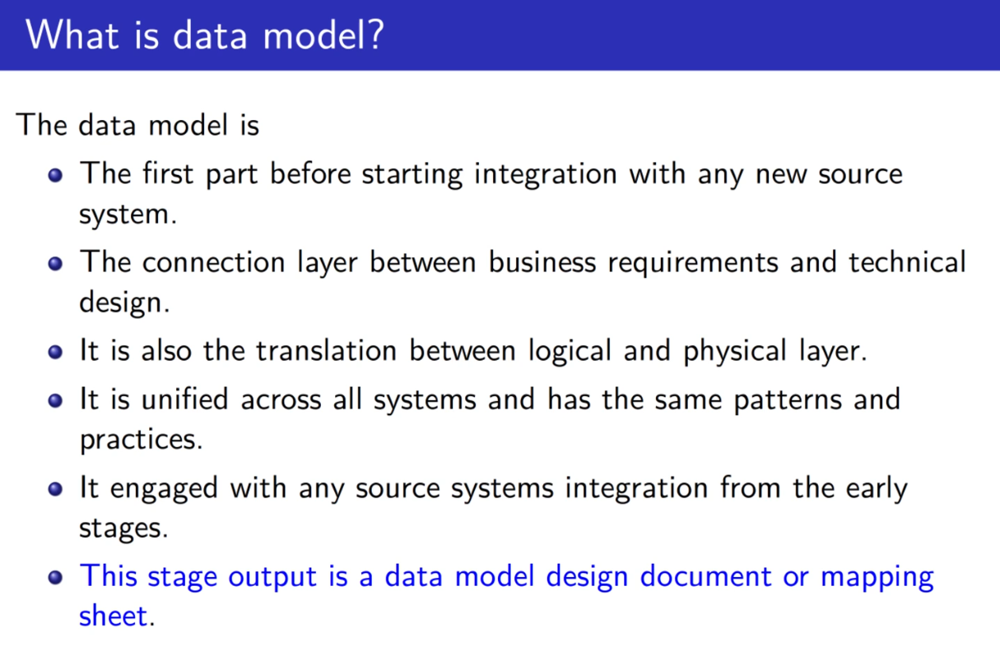 What is data model?
The data model is
The first part before starting integration with any new source
system.
The connection layer between business requirements and technical
design.
It is also the translation between logical and physical layer.
It is unified across all systems and has the same patterns and
practices.
It engaged with any source systems integration from the early
stages.
This stage output is a data model design document or mapping
sheet.